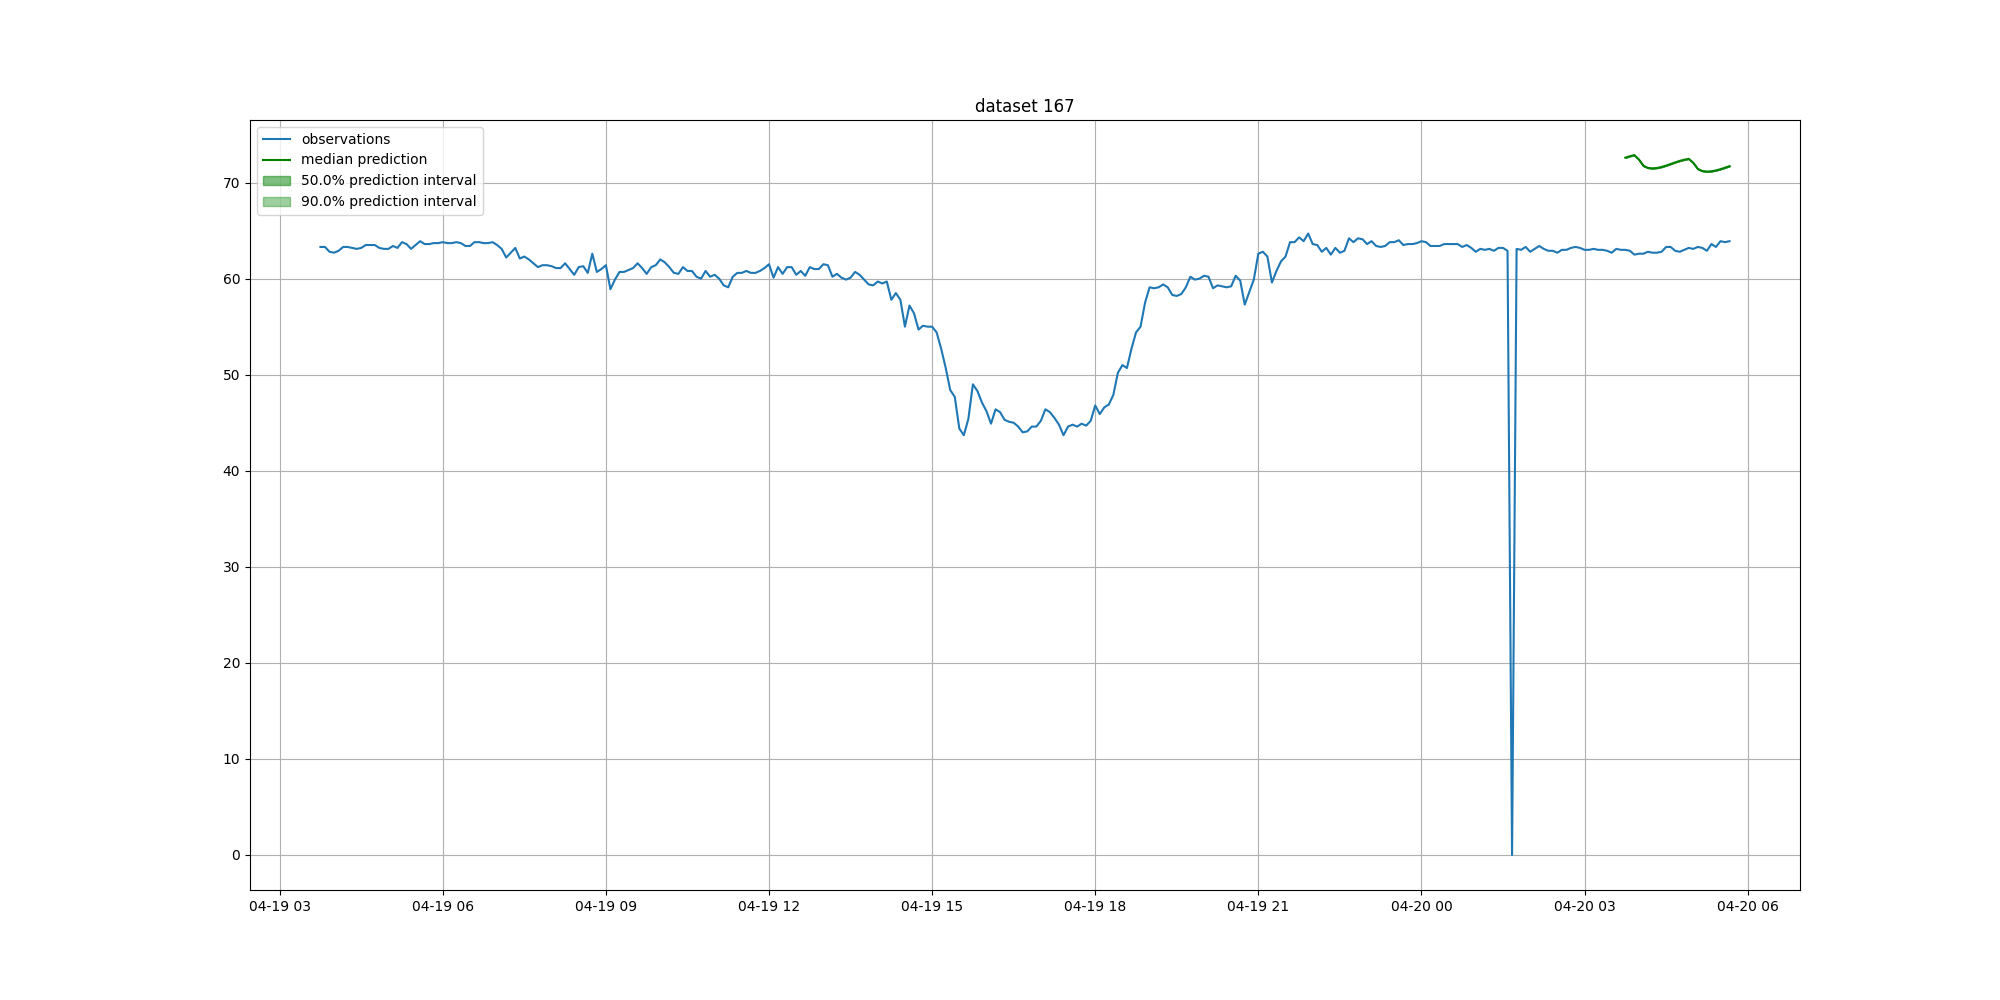 dataset 167
observations
median prediction
50.0% prediction interval
90.0% prediction interval
70
60
50
40
30
20
10
0
04-19 03 04-19 06 04-19 09 04-19 12 04-19 15 04-19 18 04-19 21 04-20 00 04-20 03 04-20 06